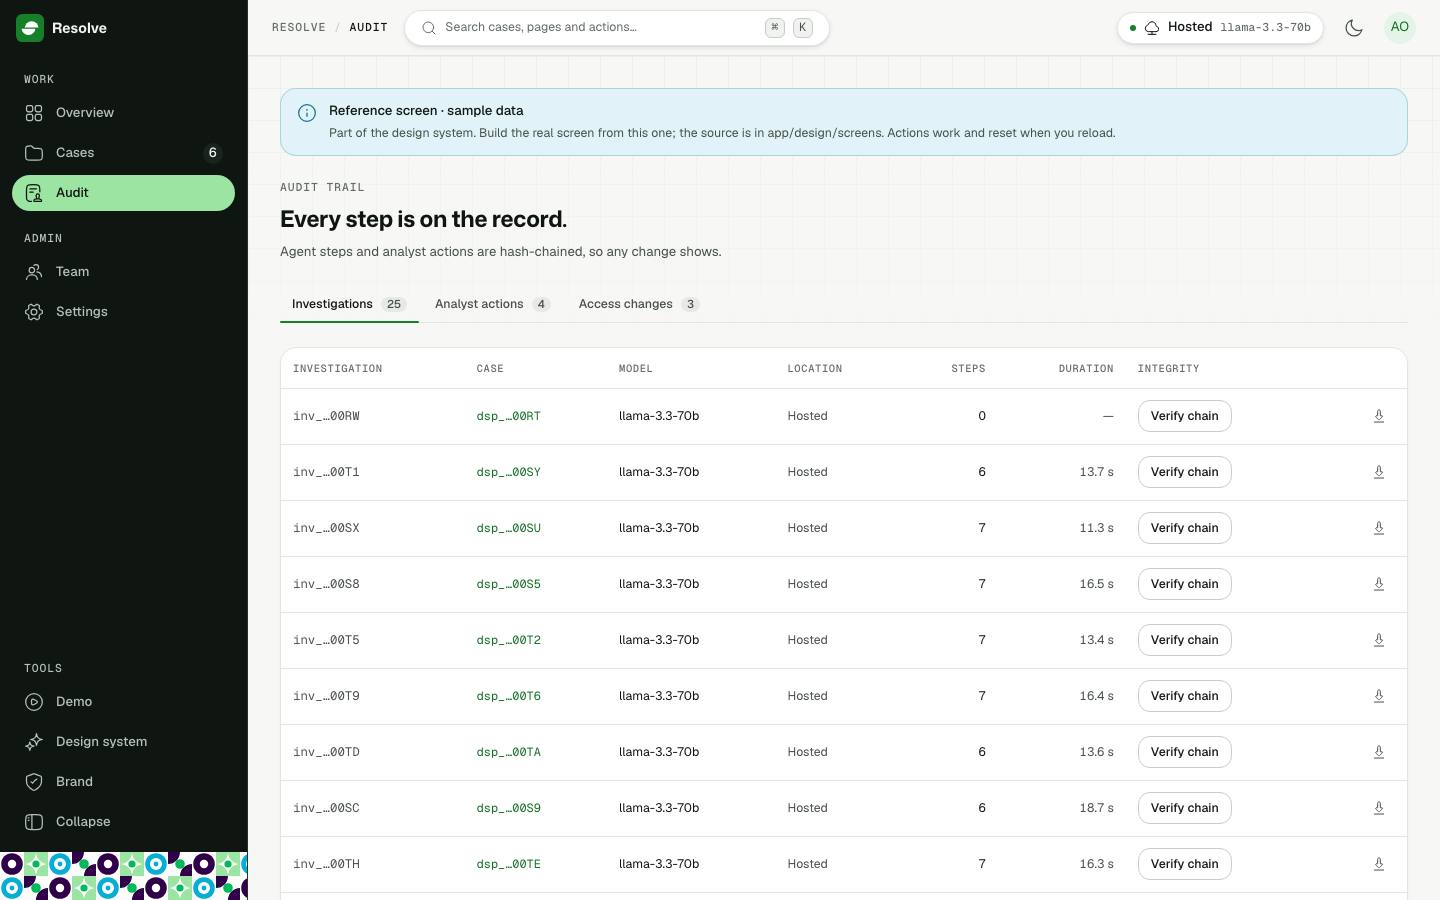 Resolve
WORK
Overview
Cases 6
Audit
ADMIN
Team
Settings
TOOLS
Demo
Design system
Brand
Collapse
RESOLVE / AUDIT
Search cases, pages and actions… ⌘ K
Hosted llama-3.3-70b
AO
Reference screen · sample data
Part of the design system. Build the real screen from this one; the source is in app/design/screens. Actions work and reset when you reload.
AUDIT TRAIL
Every step is on the record.
Agent steps and analyst actions are hash-chained, so any change shows.
Investigations 25 Analyst actions 4 Access changes 3
INVESTIGATION CASE MODEL LOCATION STEPS DURATION INTEGRITY
inv_…00RW dsp_…00RT llama-3.3-70b Hosted 0 — Verify chain
inv_…00T1 dsp_…00SY llama-3.3-70b Hosted 6 13.7 s Verify chain
inv_…00SX dsp_…00SU llama-3.3-70b Hosted 7 11.3 s Verify chain
inv_…00S8 dsp_…00S5 llama-3.3-70b Hosted 7 16.5 s Verify chain
inv_…00T5 dsp_…00T2 llama-3.3-70b Hosted 7 13.4 s Verify chain
inv_…00T9 dsp_…00T6 llama-3.3-70b Hosted 7 16.4 s Verify chain
inv_…00TD dsp_…00TA llama-3.3-70b Hosted 6 13.6 s Verify chain
inv_…00SC dsp_…00S9 llama-3.3-70b Hosted 6 18.7 s Verify chain
inv_…00TH dsp_…00TE llama-3.3-70b Hosted 7 16.3 s Verify chain